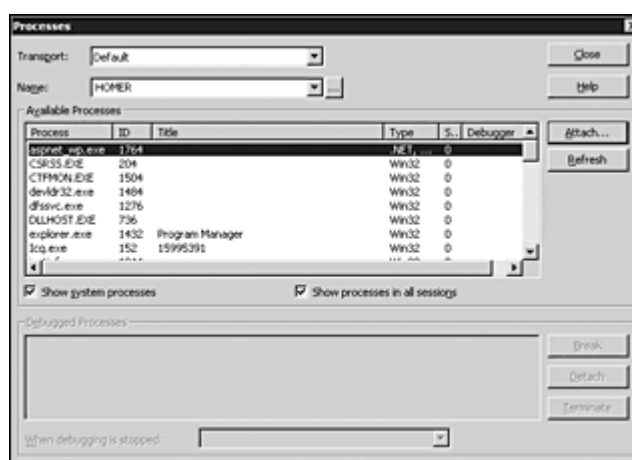 Processes
Transport: Default Close
Name: HOMER ... Help
Available Processes
Process ID Title Type S.. Debugger Attach...
aspnet_wp.exe 1764 .NET, ... 0 Refresh
CSRSS.EXE 204 Win32 0
CTFMON.EXE 1504 Win32 0
devldr32.exe 1484 Win32 0
dfssvc.exe 1276 Win32 0
DLLHOST.EXE 736 Win32 0
explorer.exe 1432 Program Manager Win32 0
Icq.exe 152 15995391 Win32 0
Show system processes Show processes in all sessions
Debugged Processes
Break
Detach
Terminate
When debugging is stopped: